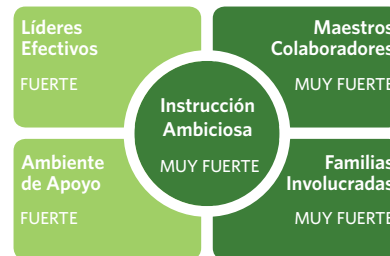 Líderes
Efectivos
FUERTE
Maestros
Colaboradores
MUY FUERTE
Instrucción
Ambiciosa
MUY FUERTE
Ambiente
de Apoyo
FUERTE
Familias
Involucradas
MUY FUERTE